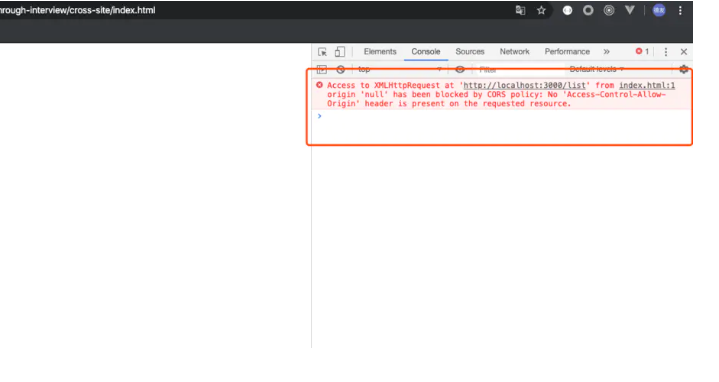 rough-interview/cross-site/index.html
Elements Console Sources Network Performance » 1
top Filter Default levels
Access to XMLHttpRequest at 'http://localhost:3000/list' from index.html:1
origin 'null' has been blocked by CORS policy: No 'Access-Control-Allow-
Origin' header is present on the requested resource.
>